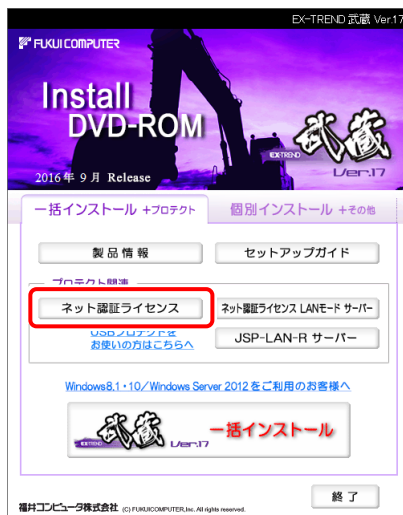 EX-TREND 武蔵 Ver.17
FUKUI COMPUTER
Install
DVD-ROM
EX-TREND 武蔵
Ver.17
2016年 9月 Release
一括インストール +プロテクト 個別インストール +その他
製品情報 セットアップガイド
プロテクト関連
ネット認証ライセンス ネット認証ライセンス LANモード サーバー
USBプロテクトを
お使いの方はこちらへ JSP-LAN-R サーバー
Windows8.1・10/Windows Server 2012 をご利用のお客様へ
EX-TREND 武蔵 Ver.17 一括インストール
終了
福井コンピュータ株式会社 (C) FUKUICOMPUTER, Inc. All rights reserved.